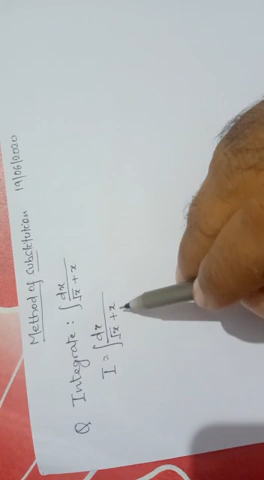 Method of substitution 19/06/2020
Q Integrate : ∫ dx / √x + x
I = ∫ dx / √x + x